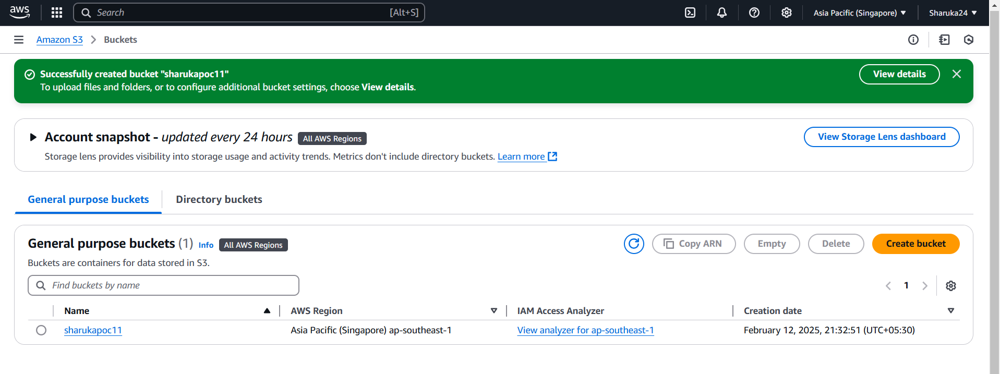 aws
Search [Alt+S]
Asia Pacific (Singapore)
Sharuka24
Amazon S3 Buckets
Successfully created bucket "sharukapoc11"
To upload files and folders, or to configure additional bucket settings, choose View details.
View details
Account snapshot - updated every 24 hours All AWS Regions
View Storage Lens dashboard
Storage lens provides visibility into storage usage and activity trends. Metrics don't include directory buckets. Learn more
General purpose buckets
Directory buckets
General purpose buckets (1) Info All AWS Regions
Copy ARN
Empty
Delete
Create bucket
Buckets are containers for data stored in S3.
Find buckets by name
1
Name AWS Region IAM Access Analyzer Creation date
sharukapoc11 Asia Pacific (Singapore) ap-southeast-1 View analyzer for ap-southeast-1 February 12, 2025, 21:32:51 (UTC+05:30)